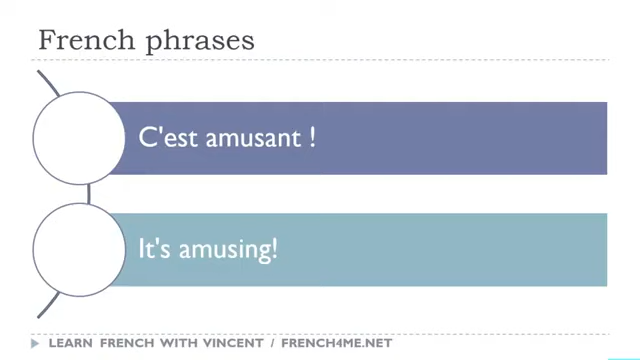 French phrases
C'est amusant !
It's amusing!
LEARN FRENCH WITH VINCENT / FRENCH4ME.NET